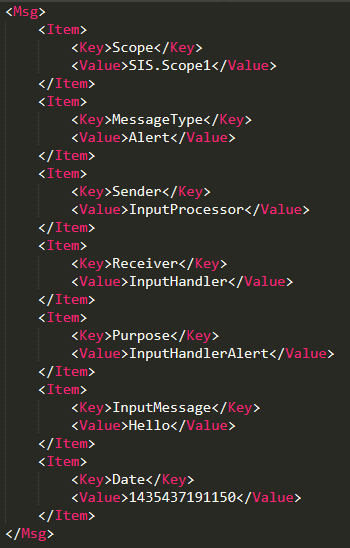 <Msg>
<Item>
<Key>Scope</Key>
<Value>SIS.Scope1</Value>
</Item>
<Item>
<Key>MessageType</Key>
<Value>Alert</Value>
</Item>
<Item>
<Key>Sender</Key>
<Value>InputProcessor</Value>
</Item>
<Item>
<Key>Receiver</Key>
<Value>InputHandler</Value>
</Item>
<Item>
<Key>Purpose</Key>
<Value>InputHandlerAlert</Value>
</Item>
<Item>
<Key>InputMessage</Key>
<Value>Hello</Value>
</Item>
<Item>
<Key>Date</Key>
<Value>1435437191150</Value>
</Item>
</Msg>